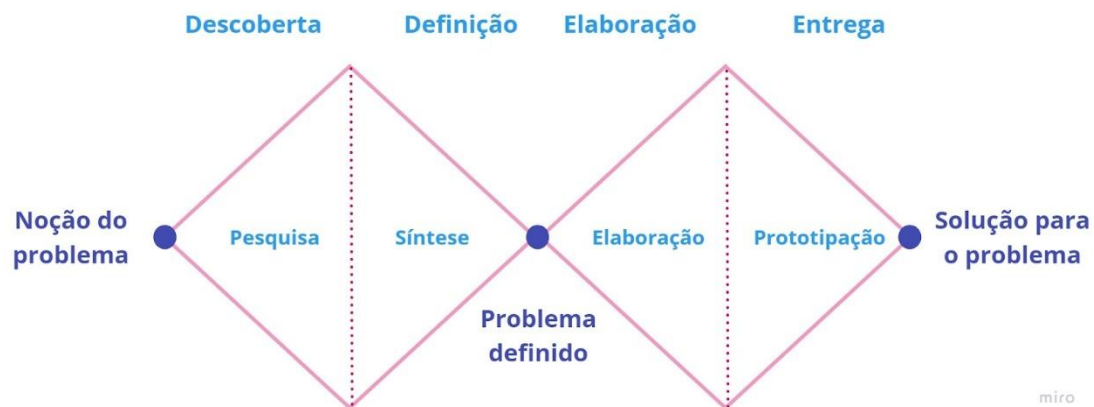 Descoberta
Definição
Elaboração
Entrega
Noção do
problema
Pesquisa
Síntese
Elaboração
Prototipação
Solução para
o problema
Problema
definido
miro